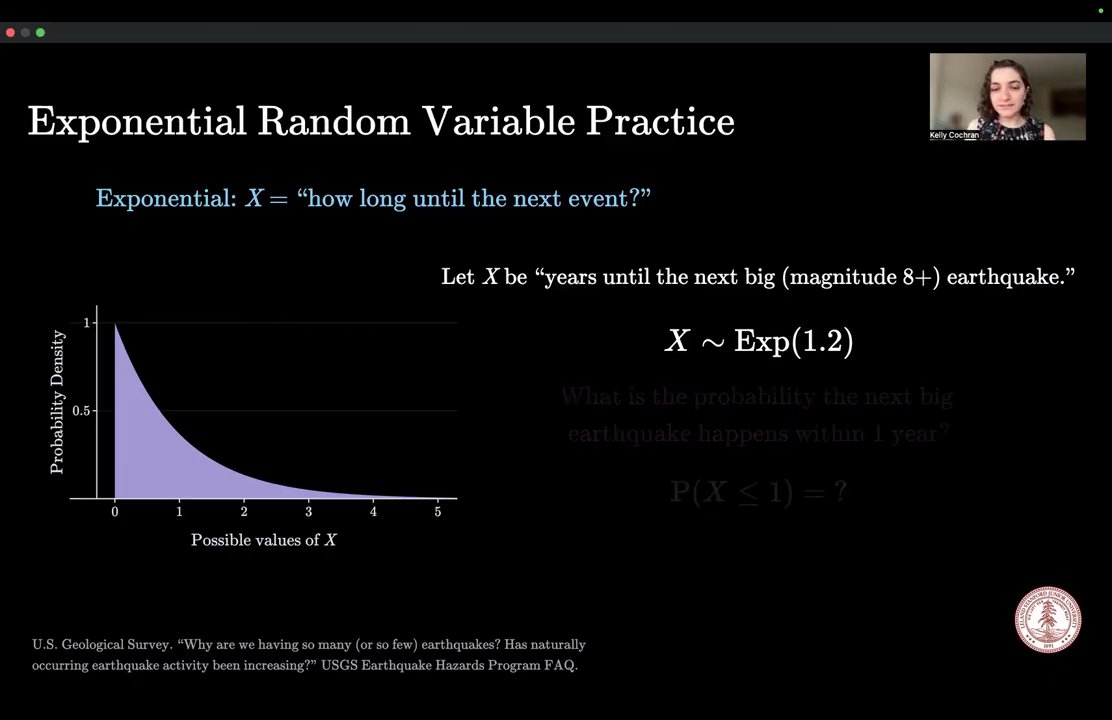 Exponential Random Variable Practice
Kelly Cochran
Exponential: X = “how long until the next event?”
Let X be “years until the next big (magnitude 8+) earthquake.”
X ∼ Exp(1.2)
What is the probability the next big
earthquake happens within 1 year?
P(X ≤ 1) = ?
Probability Density
1
0.5
0 1 2 3 4 5
Possible values of X
U.S. Geological Survey. “Why are we having so many (or so few) earthquakes? Has naturally
occurring earthquake activity been increasing?” USGS Earthquake Hazards Program FAQ.